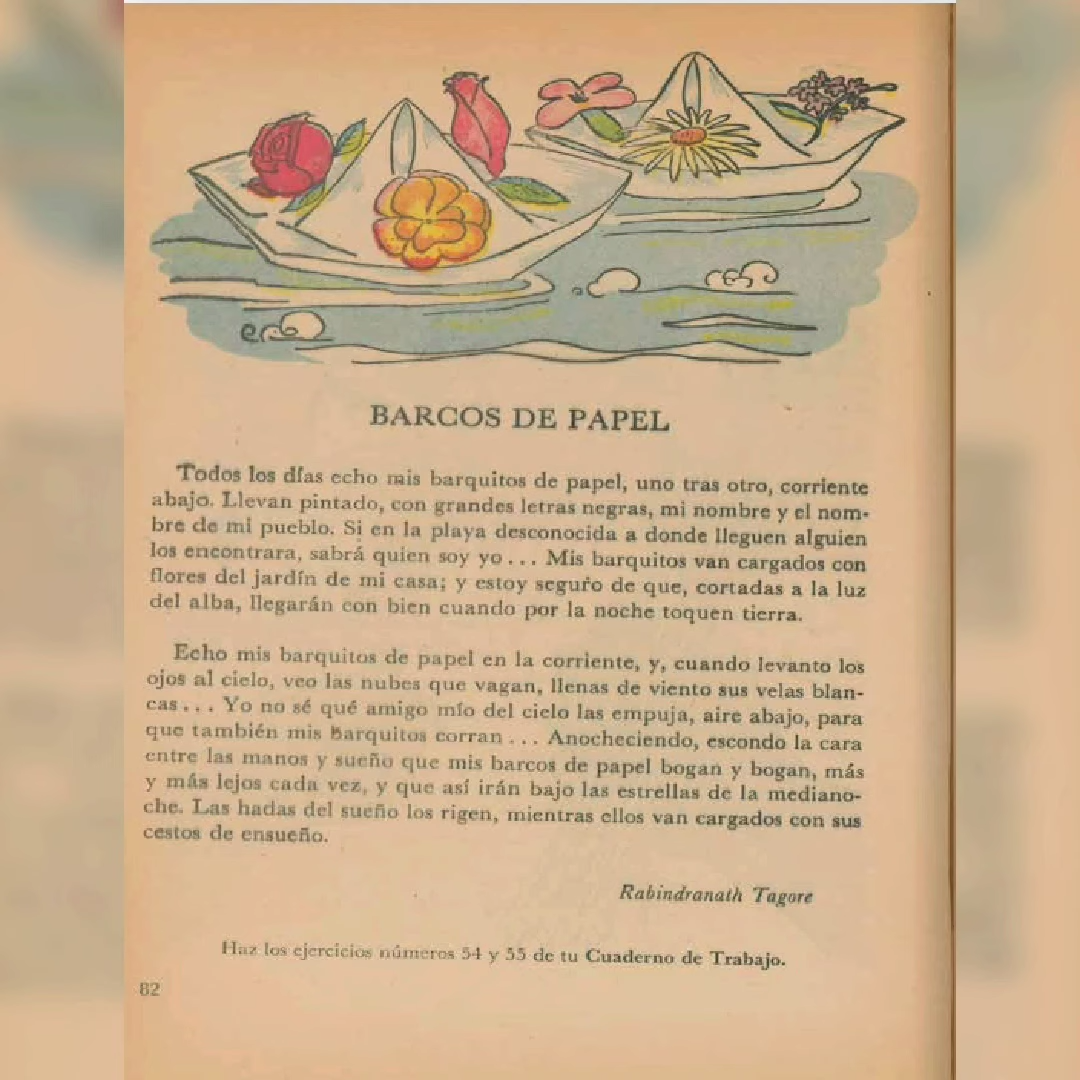 BARCOS DE PAPEL
Todos los días echo mis barquitos de papel, uno tras otro, corriente
abajo. Llevan pintado, con grandes letras negras, mi nombre y el nom-
bre de mi pueblo. Si en la playa desconocida a donde lleguen alguien
los encontrara, sabrá quien soy yo... Mis barquitos van cargados con
flores del jardín de mi casa; y estoy seguro de que, cortadas a la luz
del alba, llegarán con bien cuando por la noche toquen tierra.
Echo mis barquitos de papel en la corriente, y, cuando levanto los
ojos al cielo, veo las nubes que vagan, llenas de viento sus velas blan-
cas... Yo no sé qué amigo mío del cielo las empuja, aire abajo, para
que también mis barquitos corran... Anocheciendo, escondo la cara
entre las manos y sueño que mis barcos de papel bogan y bogan, más
y más lejos cada vez, y que así irán bajo las estrellas de la mediano-
che. Las hadas del sueño los rigen, mientras ellos van cargados con sus
cestos de ensueño.
Rabindranath Tagore
Haz los ejercicios números 54 y 55 de tu Cuaderno de Trabajo.
82